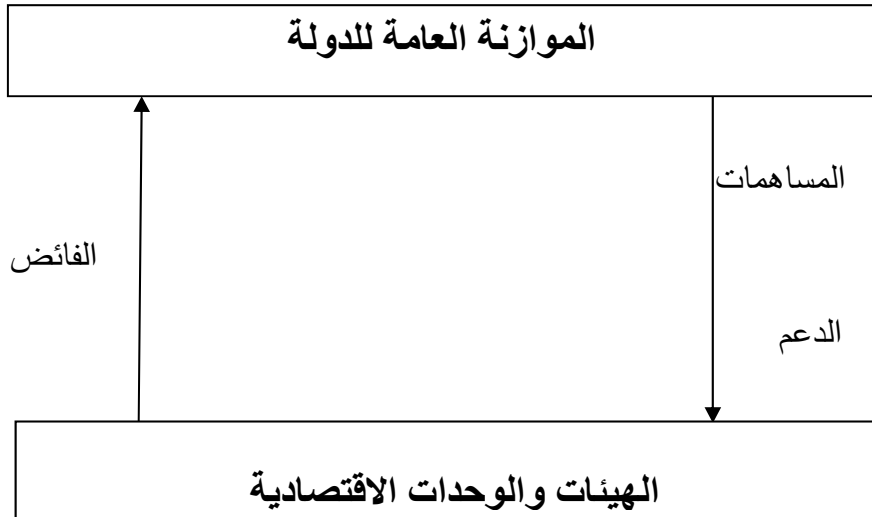 الموازنة العامة للدولة
المساهمات
الفائض
الدعم
الهيئات والوحدات الاقتصادية